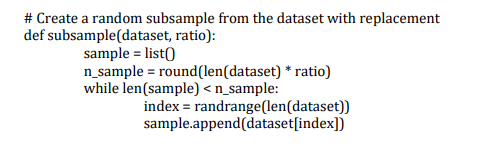 # Create a random subsample from the dataset with replacement
def subsample(dataset, ratio):
sample = list()
n_sample = round(len(dataset) * ratio)
while len(sample) < n_sample:
index = randrange(len(dataset))
sample.append(dataset[index])